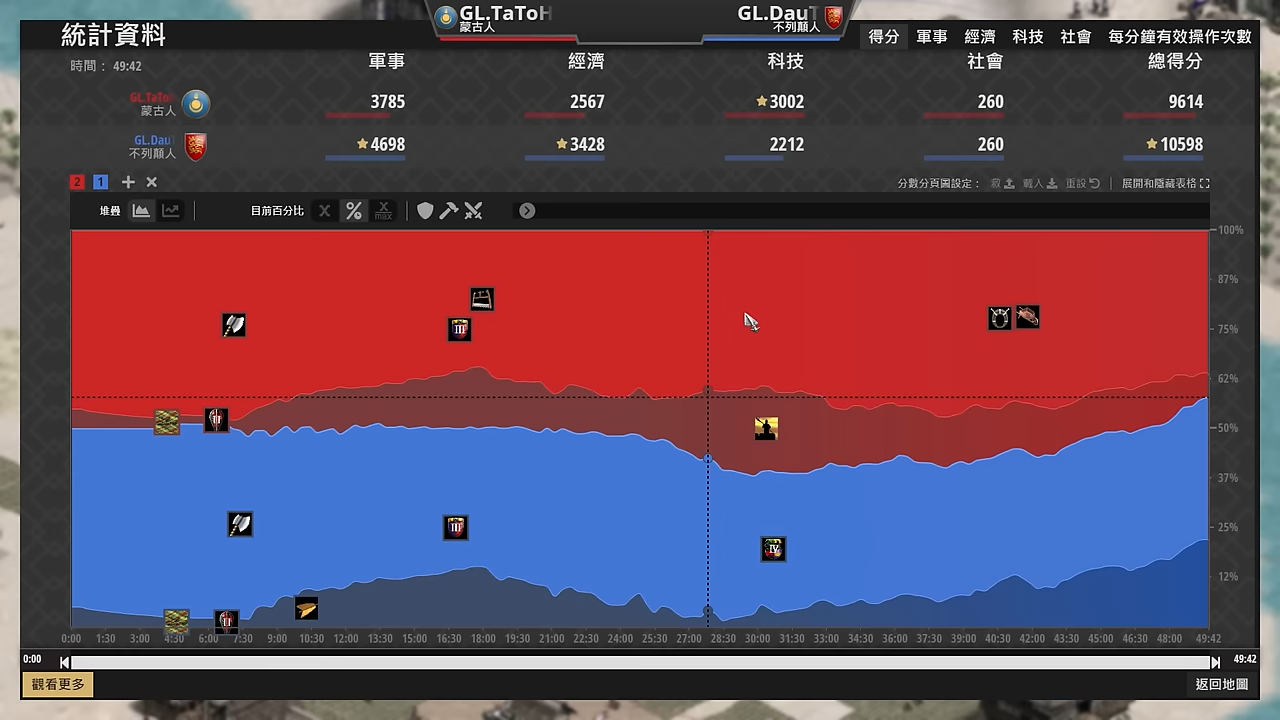 GL.TaToH
蒙古人
GL.DauT
不列顛人
統計資料
得分 軍事 經濟 科技 社會 每分鐘有效操作次數
時間： 49:42
軍事 經濟 科技 社會 總得分
GL.TaToH
蒙古人
3785 2567 3002 260 9614
GL.DauT
不列顛人
4698 3428 2212 260 10598
2 1
分數分頁圖設定： 載入 重設 展開和隱藏表格
堆疊 目前百分比 X % X max
100%
87%
75%
62%
50%
37%
25%
12%
III
II
III
IV
II
0:00 1:30 3:00 4:30 6:00 7:30 9:00 10:30 12:00 13:30 15:00 16:30 18:00 19:30 21:00 22:30 24:00 25:30 27:00 28:30 30:00 31:30 33:00 34:30 36:00 37:30 39:00 40:30 42:00 43:30 45:00 46:30 48:00 49:42
0:00 49:42
觀看更多 返回地圖